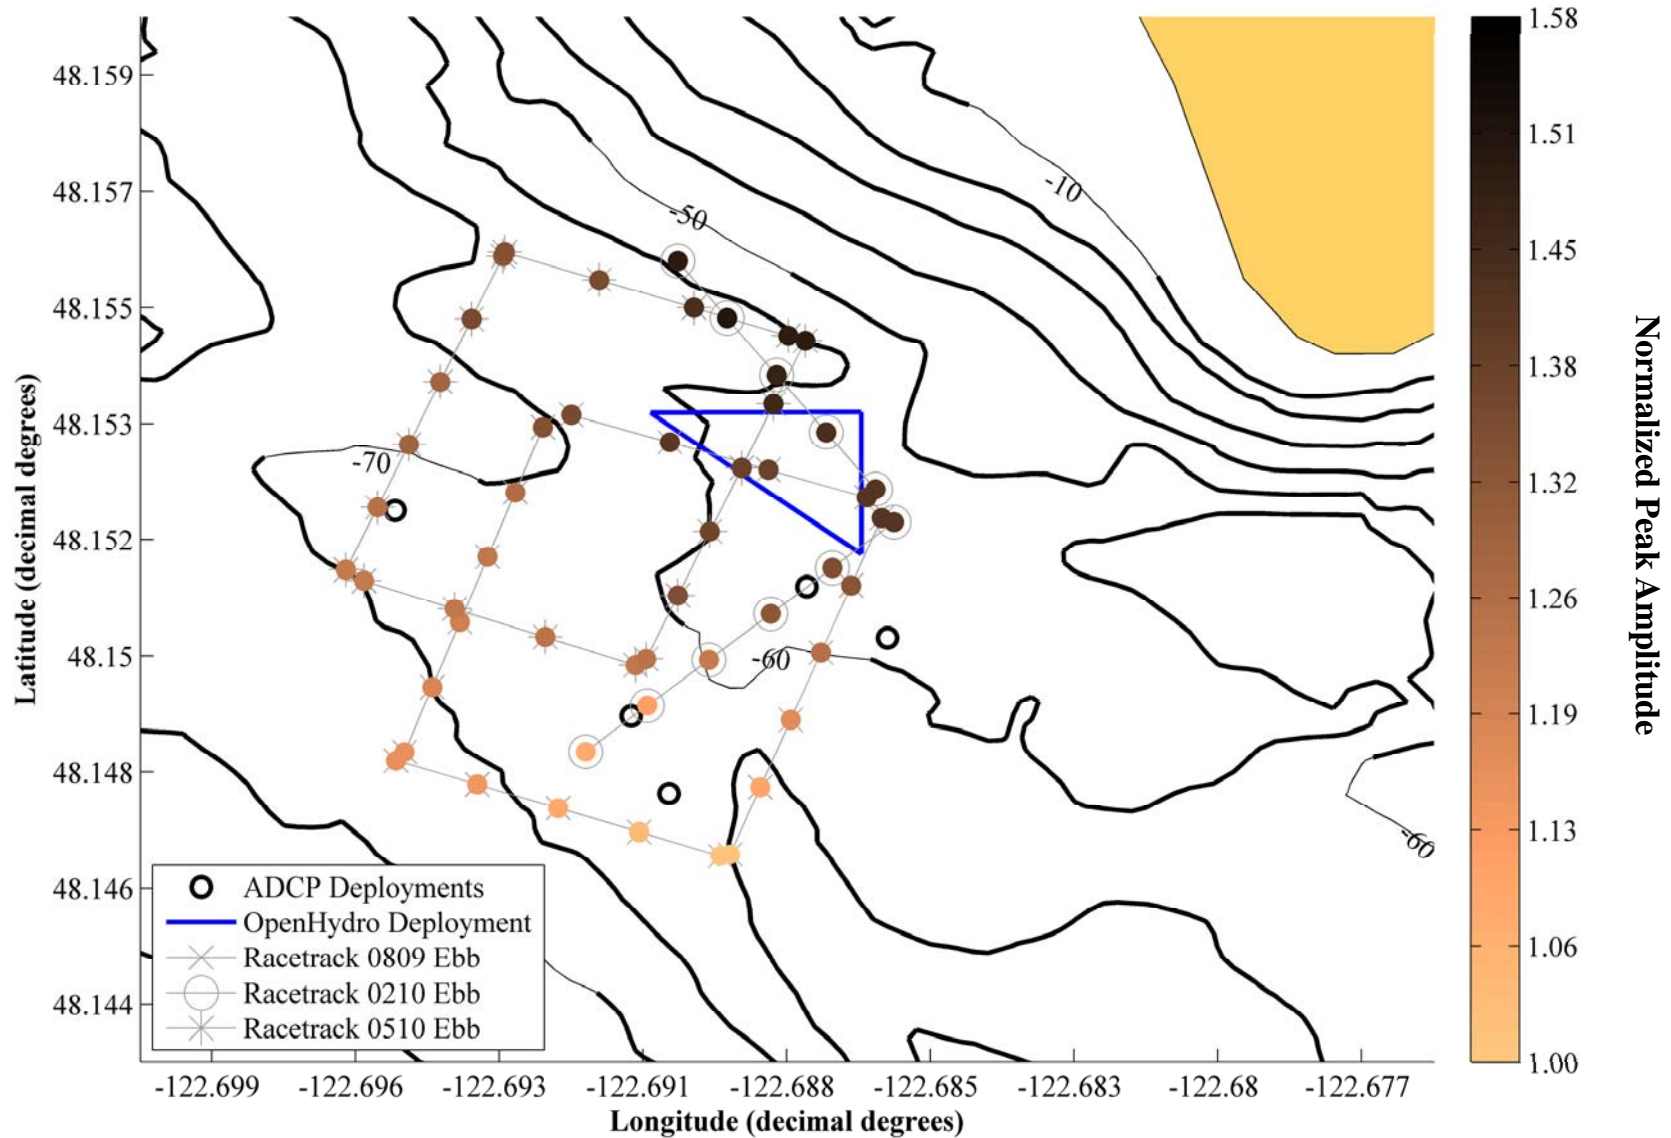 48.159
48.157
48.155
48.153
48.152
48.15
48.148
48.146
48.144
Latitude (decimal degrees)
-10
-50
-70
-60
-60
ADCP Deployments
OpenHydro Deployment
Racetrack 0809 Ebb
Racetrack 0210 Ebb
Racetrack 0510 Ebb
-122.699 -122.696 -122.693 -122.691 -122.688 -122.685 -122.683 -122.68 -122.677
Longitude (decimal degrees)
1.58
1.51
1.45
1.38
1.32
1.26
1.19
1.13
1.06
1.00
Normalized Peak Amplitude